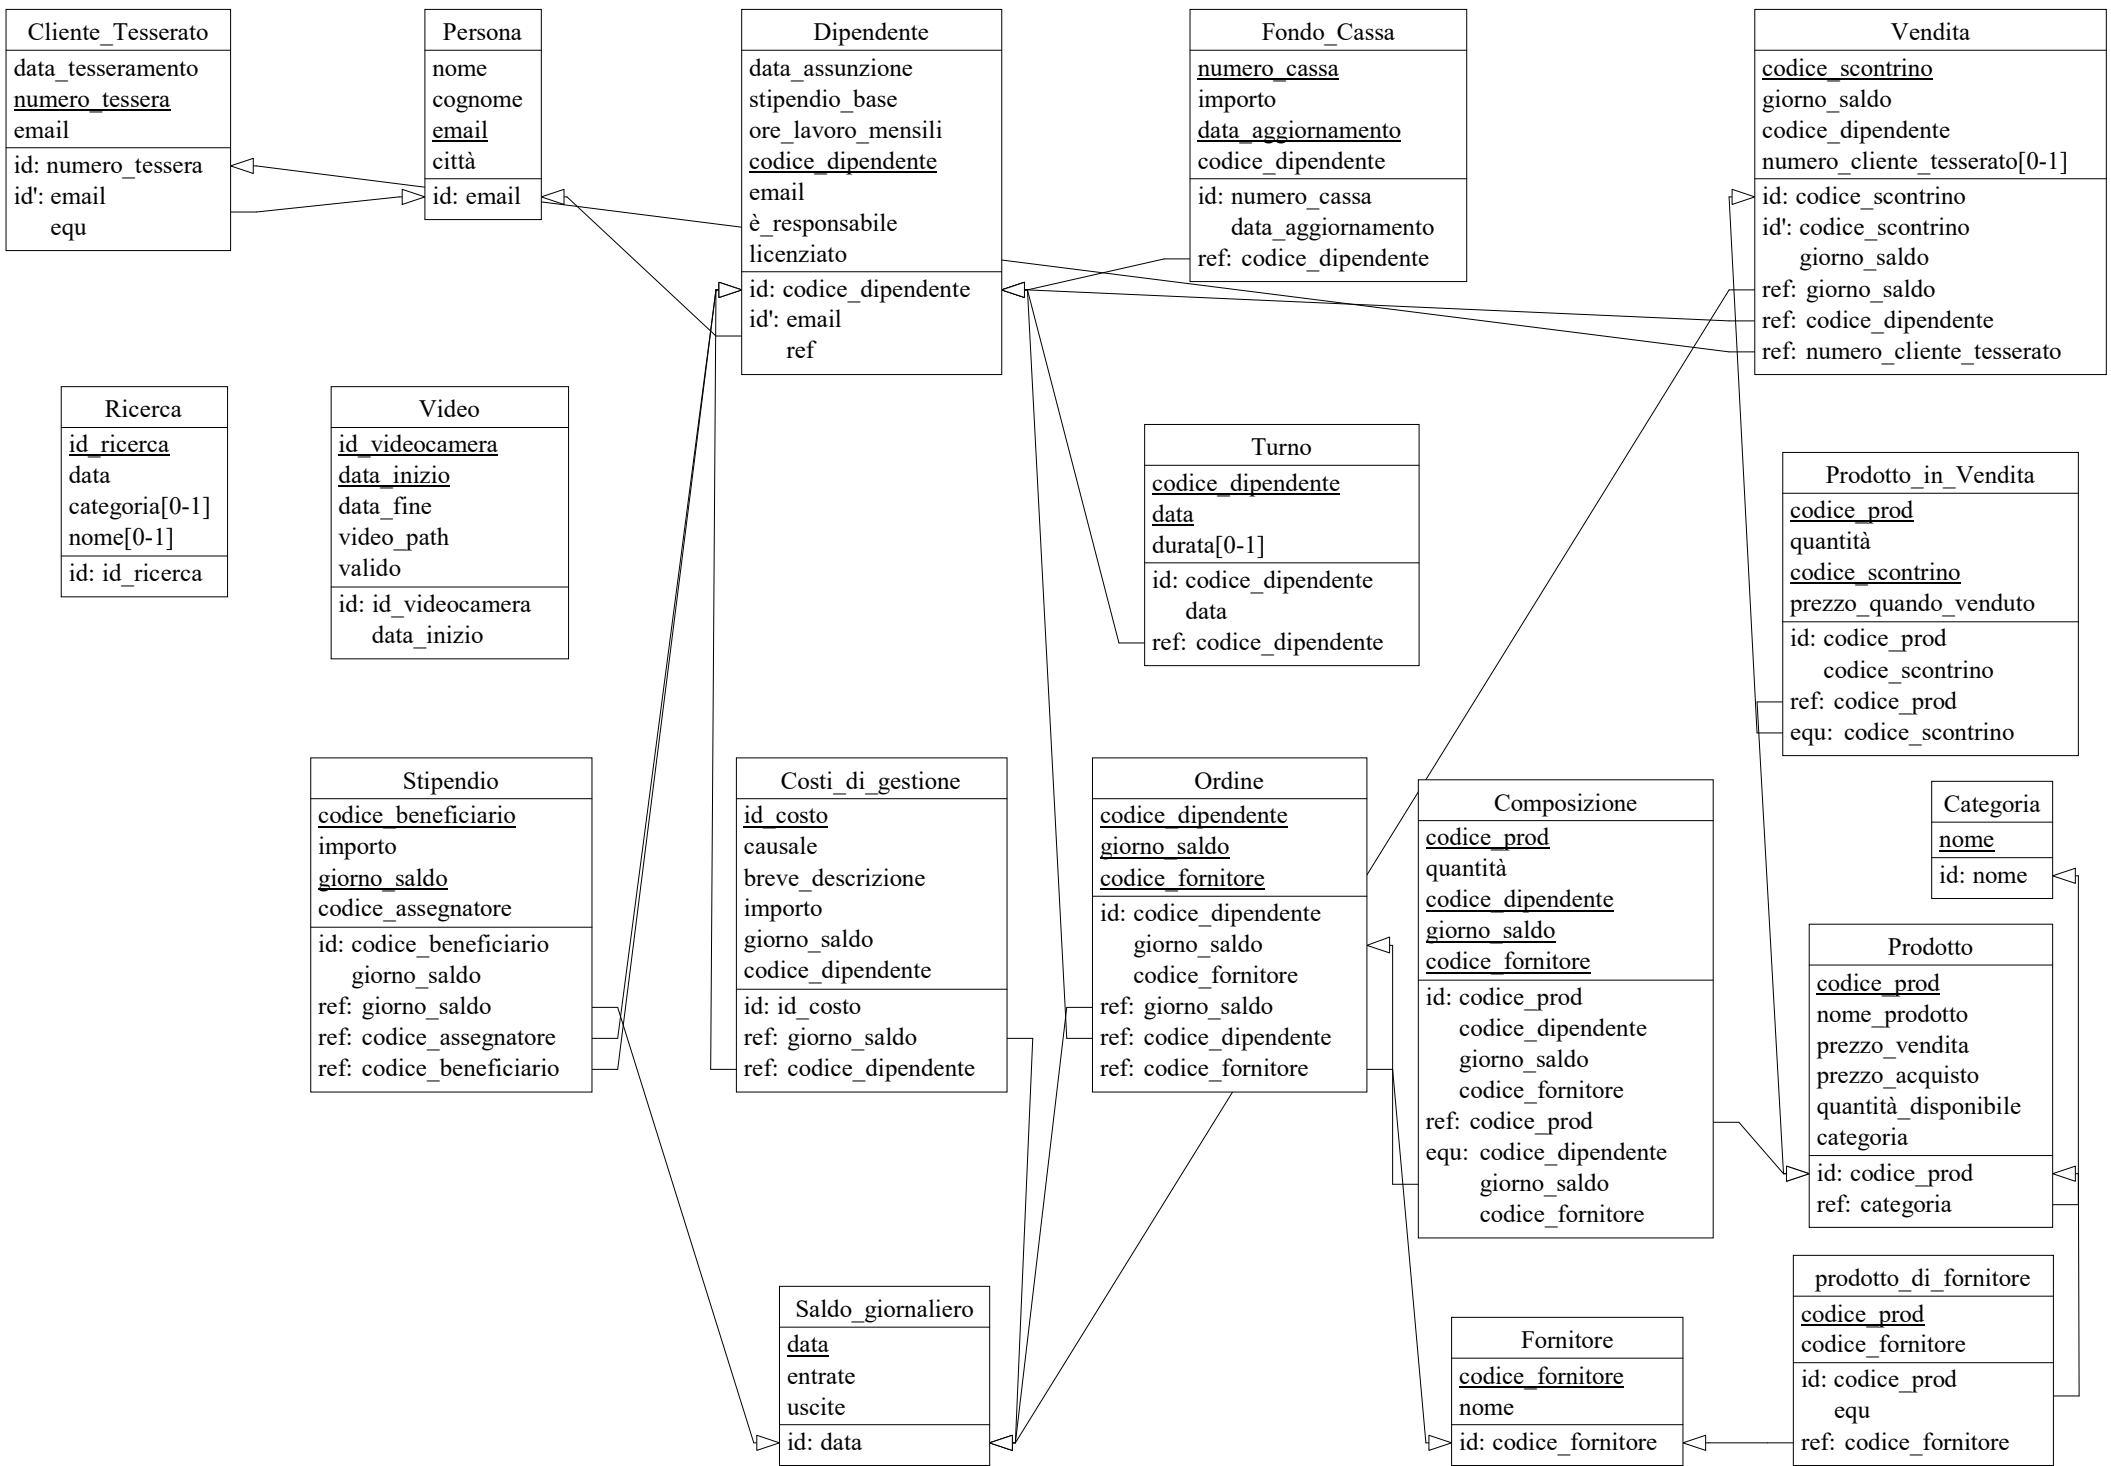 Cliente_Tesserato
data_tesseramento
numero_tessera
email
id: numero_tessera
id': email
equ
Persona
nome
cognome
email
città
id: email
Dipendente
data_assunzione
stipendio_base
ore_lavoro_mensili
codice_dipendente
email
è_responsabile
licenziato
id: codice_dipendente
id': email
ref
Fondo_Cassa
numero_cassa
importo
data_aggiornamento
codice_dipendente
id: numero_cassa
data_aggiornamento
ref: codice_dipendente
Vendita
codice_scontrino
giorno_saldo
codice_dipendente
numero_cliente_tesserato[0-1]
id: codice_scontrino
id': codice_scontrino
giorno_saldo
ref: giorno_saldo
ref: codice_dipendente
ref: numero_cliente_tesserato
Ricerca
id_ricerca
data
categoria[0-1]
nome[0-1]
id: id_ricerca
Video
id_videocamera
data_inizio
data_fine
video_path
valido
id: id_videocamera
data_inizio
Turno
codice_dipendente
data
durata[0-1]
id: codice_dipendente
data
ref: codice_dipendente
Prodotto_in_Vendita
codice_prod
quantità
codice_scontrino
prezzo_quando_venduto
id: codice_prod
codice_scontrino
ref: codice_prod
equ: codice_scontrino
Stipendio
codice_beneficiario
importo
giorno_saldo
codice_assegnatore
id: codice_beneficiario
giorno_saldo
ref: giorno_saldo
ref: codice_assegnatore
ref: codice_beneficiario
Costi_di_gestione
id_costo
causale
breve_descrizione
importo
giorno_saldo
codice_dipendente
id: id_costo
ref: giorno_saldo
ref: codice_dipendente
Ordine
codice_dipendente
giorno_saldo
codice_fornitore
id: codice_dipendente
giorno_saldo
codice_fornitore
ref: giorno_saldo
ref: codice_dipendente
ref: codice_fornitore
Composizione
codice_prod
quantità
codice_dipendente
giorno_saldo
codice_fornitore
id: codice_prod
codice_dipendente
giorno_saldo
codice_fornitore
ref: codice_prod
equ: codice_dipendente
giorno_saldo
codice_fornitore
Categoria
nome
id: nome
Prodotto
codice_prod
nome_prodotto
prezzo_vendita
prezzo_acquisto
quantità_disponibile
categoria
id: codice_prod
ref: categoria
Saldo_giornaliero
data
entrate
uscite
id: data
Fornitore
codice_fornitore
nome
id: codice_fornitore
prodotto_di_fornitore
codice_prod
codice_fornitore
id: codice_prod
equ
ref: codice_fornitore